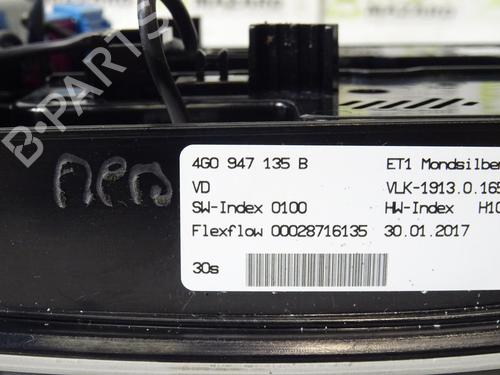 4G0 947 135 B ET1 Mondsilber
VD VLK-1913.0.165
SW-Index 0100 HW-Index H10
Flexflow 00028716135 30.01.2017
30s
B-PARTS